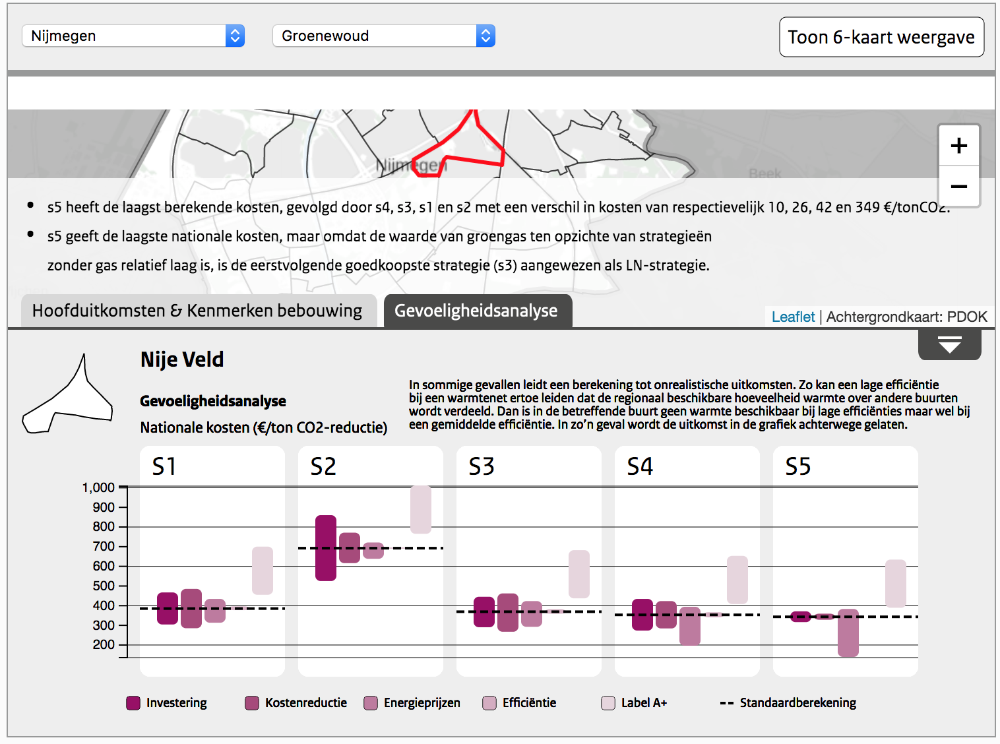 Nijmegen
Groenewoud
Toon 6-kaart weergave
Nijmegen
Beek
+
−
• s5 heeft de laagst berekende kosten, gevolgd door s4, s3, s1 en s2 met een verschil in kosten van respectievelijk 10, 26, 42 en 349 €/tonCO2.
• s5 geeft de laagste nationale kosten, maar omdat de waarde van groengas ten opzichte van strategieën
zonder gas relatief laag is, is de eerstvolgende goedkoopste strategie (s3) aangewezen als LN-strategie.
Hoofduitkomsten & Kenmerken bebouwing
Gevoeligheidsanalyse
Leaflet | Achtergrondkaart: PDOK
Nije Veld
Gevoeligheidsanalyse
Nationale kosten (€/ton CO2-reductie)
In sommige gevallen leidt een berekening tot onrealistische uitkomsten. Zo kan een lage efficiëntie
bij een warmtenet ertoe leiden dat de regionaal beschikbare hoeveelheid warmte over andere buurten
wordt verdeeld. Dan is in de betreffende buurt geen warmte beschikbaar bij lage efficiënties maar wel bij
een gemiddelde efficiëntie. In zo'n geval wordt de uitkomst in de grafiek achterwege gelaten.
S1
S2
S3
S4
S5
1,000
900
800
700
600
500
400
300
200
Investering
Kostenreductie
Energieprijzen
Efficiëntie
Label A+
Standaardberekening